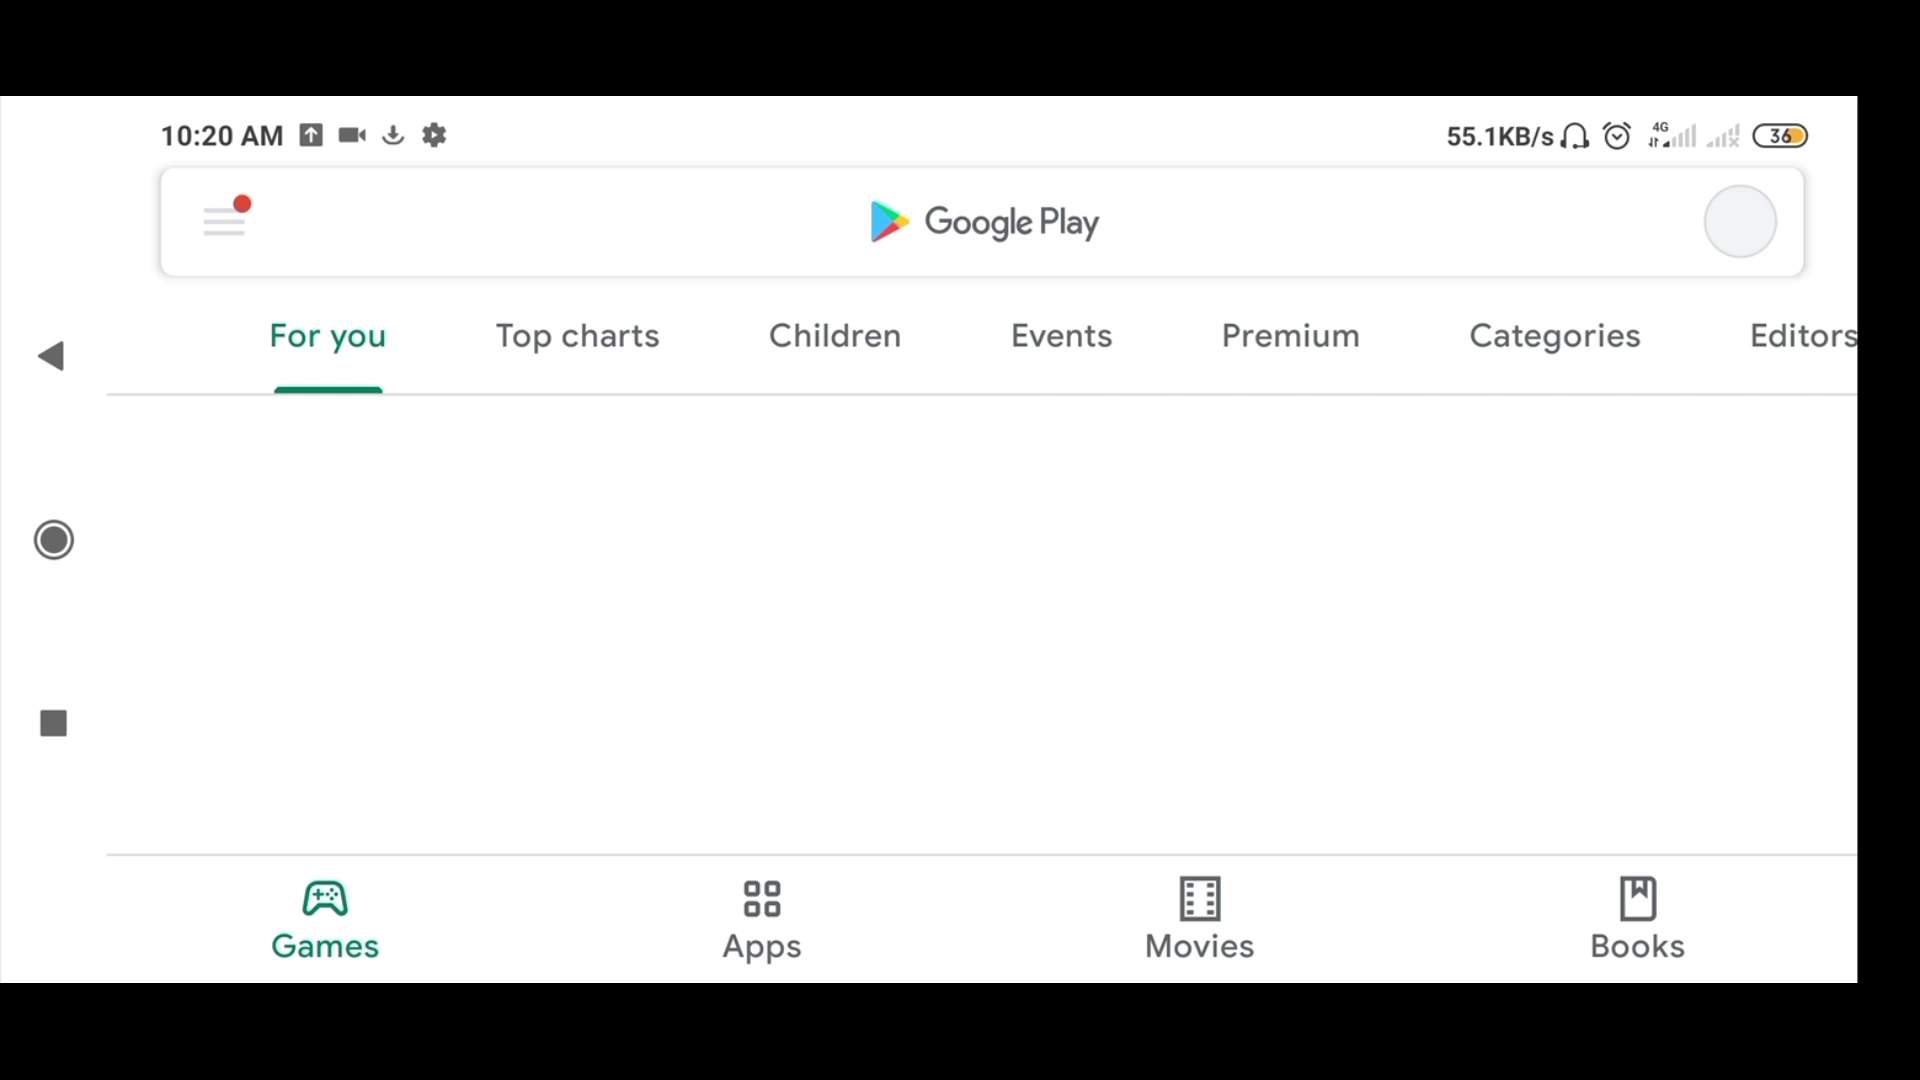 10:20 AM 55.1KB/s 4G 36
Google Play
For you Top charts Children Events Premium Categories Editors
Games Apps Movies Books